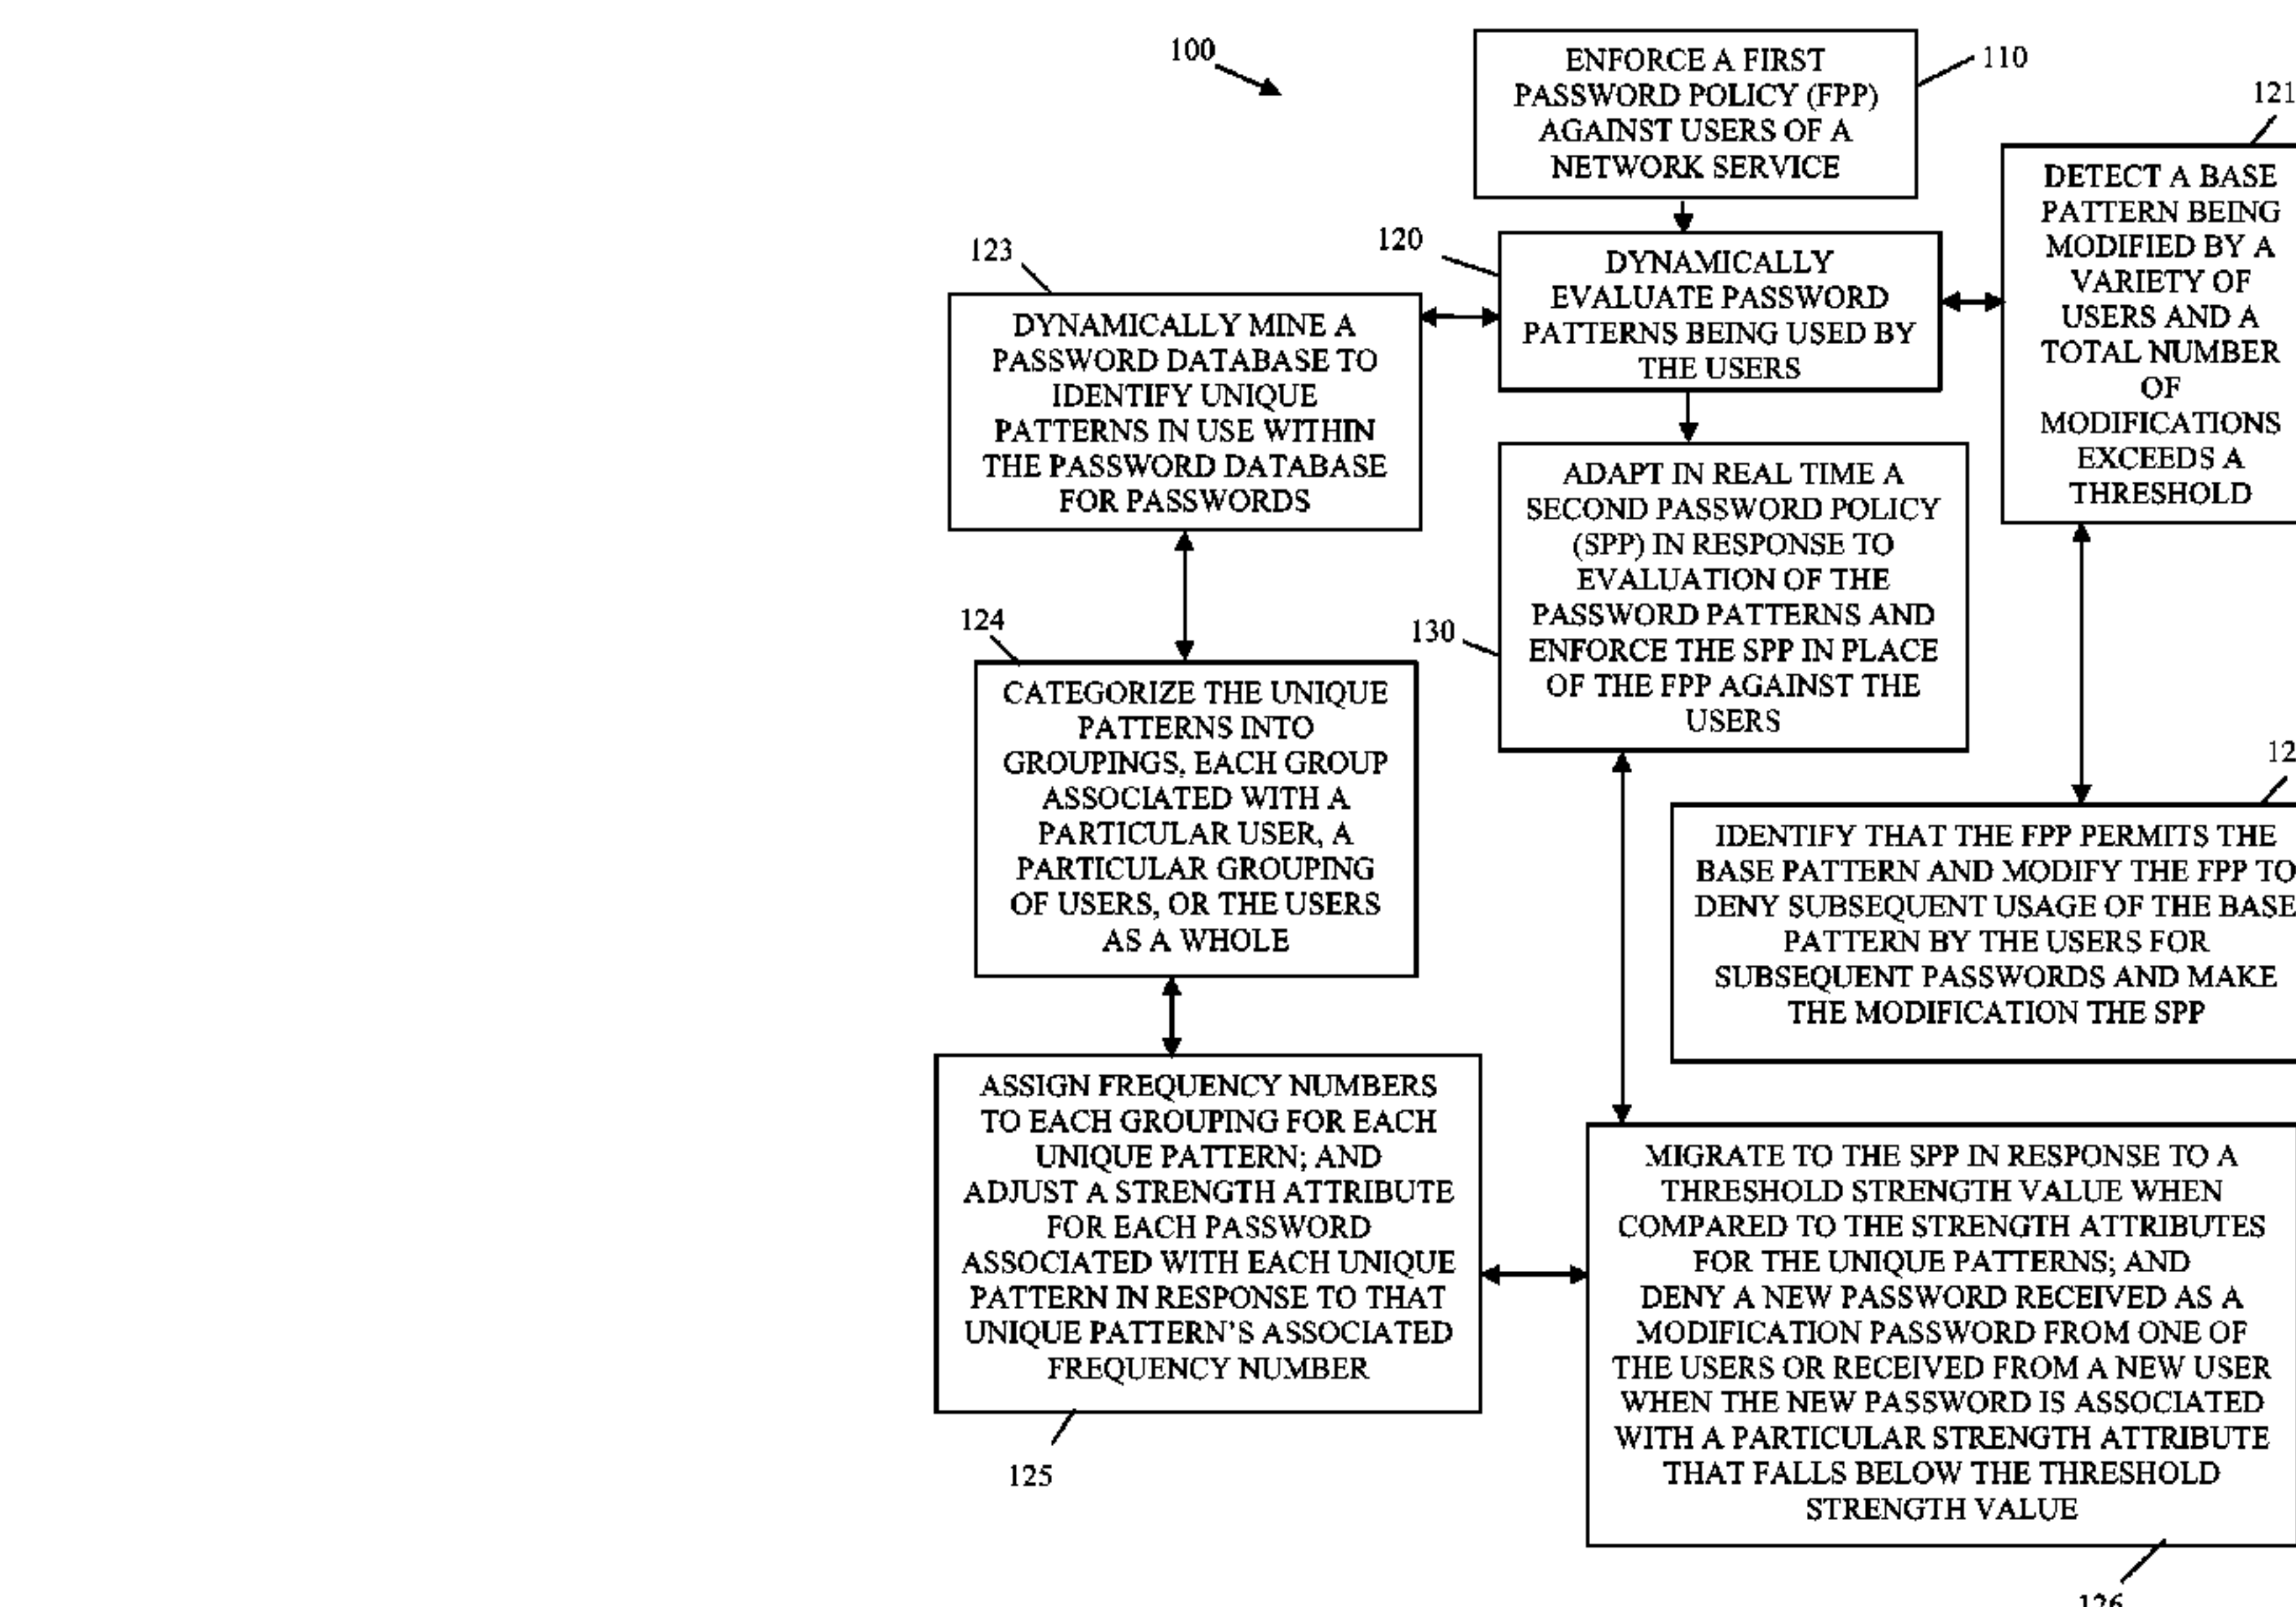 100
ENFORCE A FIRST
PASSWORD POLICY (FPP)
AGAINST USERS OF A
NETWORK SERVICE
110
121
DETECT A BASE
PATTERN BEING
MODIFIED BY A
VARIETY OF
USERS AND A
TOTAL NUMBER
OF
MODIFICATIONS
EXCEEDS A
THRESHOLD
120
DYNAMICALLY
EVALUATE PASSWORD
PATTERNS BEING USED BY
THE USERS
123
DYNAMICALLY MINE A
PASSWORD DATABASE TO
IDENTIFY UNIQUE
PATTERNS IN USE WITHIN
THE PASSWORD DATABASE
FOR PASSWORDS
ADAPT IN REAL TIME A
SECOND PASSWORD POLICY
(SPP) IN RESPONSE TO
EVALUATION OF THE
PASSWORD PATTERNS AND
ENFORCE THE SPP IN PLACE
OF THE FPP AGAINST THE
USERS
130
124
CATEGORIZE THE UNIQUE
PATTERNS INTO
GROUPINGS, EACH GROUP
ASSOCIATED WITH A
PARTICULAR USER, A
PARTICULAR GROUPING
OF USERS, OR THE USERS
AS A WHOLE
12
IDENTIFY THAT THE FPP PERMITS THE
BASE PATTERN AND MODIFY THE FPP TO
DENY SUBSEQUENT USAGE OF THE BASE
PATTERN BY THE USERS FOR
SUBSEQUENT PASSWORDS AND MAKE
THE MODIFICATION THE SPP
ASSIGN FREQUENCY NUMBERS
TO EACH GROUPING FOR EACH
UNIQUE PATTERN; AND
ADJUST A STRENGTH ATTRIBUTE
FOR EACH PASSWORD
ASSOCIATED WITH EACH UNIQUE
PATTERN IN RESPONSE TO THAT
UNIQUE PATTERN'S ASSOCIATED
FREQUENCY NUMBER
125
MIGRATE TO THE SPP IN RESPONSE TO A
THRESHOLD STRENGTH VALUE WHEN
COMPARED TO THE STRENGTH ATTRIBUTES
FOR THE UNIQUE PATTERNS; AND
DENY A NEW PASSWORD RECEIVED AS A
MODIFICATION PASSWORD FROM ONE OF
THE USERS OR RECEIVED FROM A NEW USER
WHEN THE NEW PASSWORD IS ASSOCIATED
WITH A PARTICULAR STRENGTH ATTRIBUTE
THAT FALLS BELOW THE THRESHOLD
STRENGTH VALUE
126